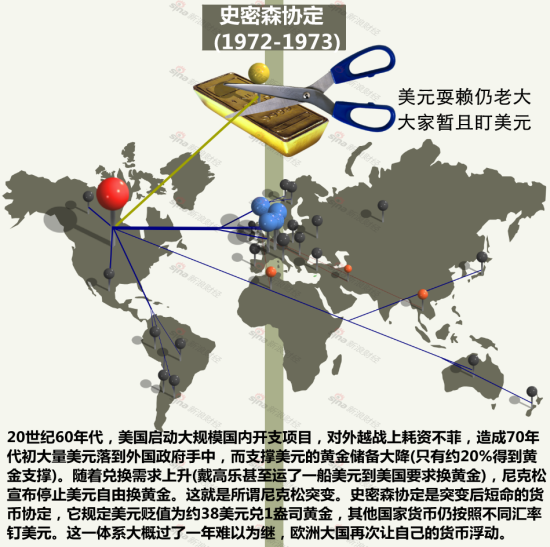 史密森协定
(1972-1973)
美元耍赖仍老大
大家暂且盯美元
20世纪60年代，美国启动大规模国内开支项目，对外越战上耗资不菲，造成70年
代初大量美元落到外国政府手中，而支撑美元的黄金储备大降(只有约20%得到黄
金支撑)。随着兑换需求上升(戴高乐甚至运了一船美元到美国要求换黄金)，尼克松
宣布停止美元自由换黄金。这就是所谓尼克松突变。史密森协定是突变后短命的货
币协定，它规定美元贬值为约38美元兑1盎司黄金，其他国家货币仍按照不同汇率
钉美元。这一体系大概过了一年难以为继，欧洲大国再次让自己的货币浮动。